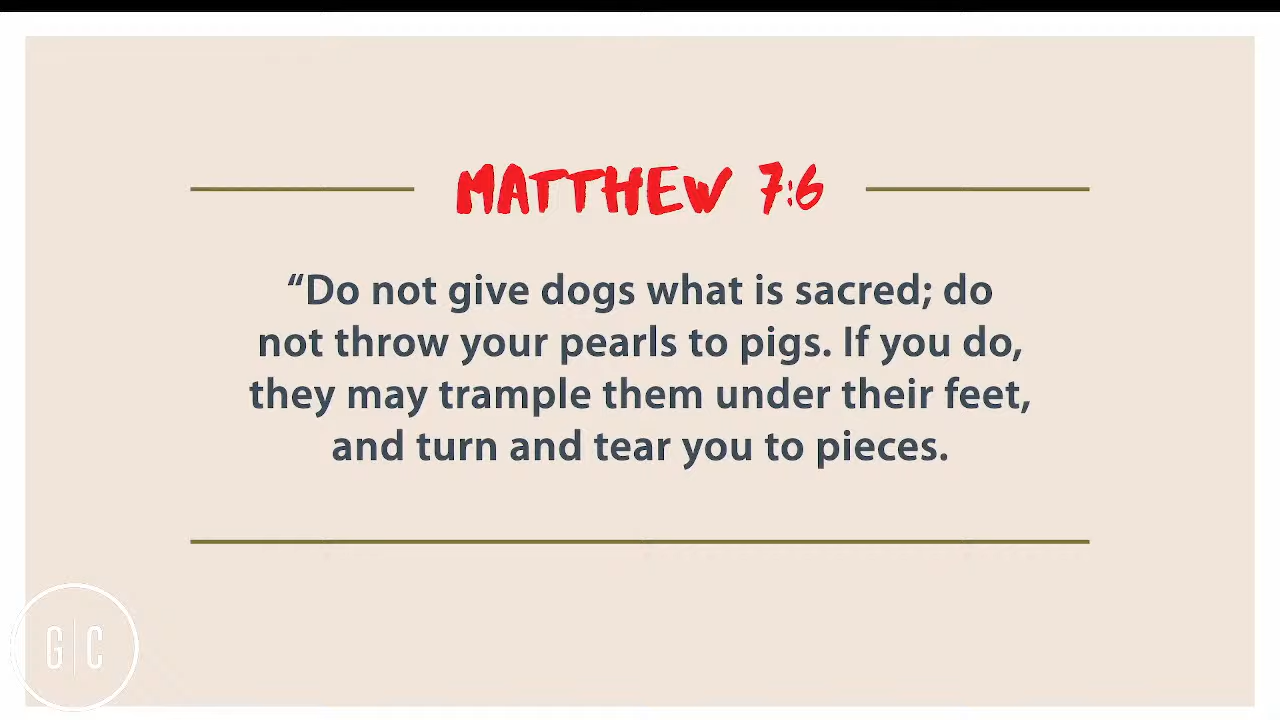 MATTHEW 7:6
“Do not give dogs what is sacred; do
not throw your pearls to pigs. If you do,
they may trample them under their feet,
and turn and tear you to pieces.
G|C